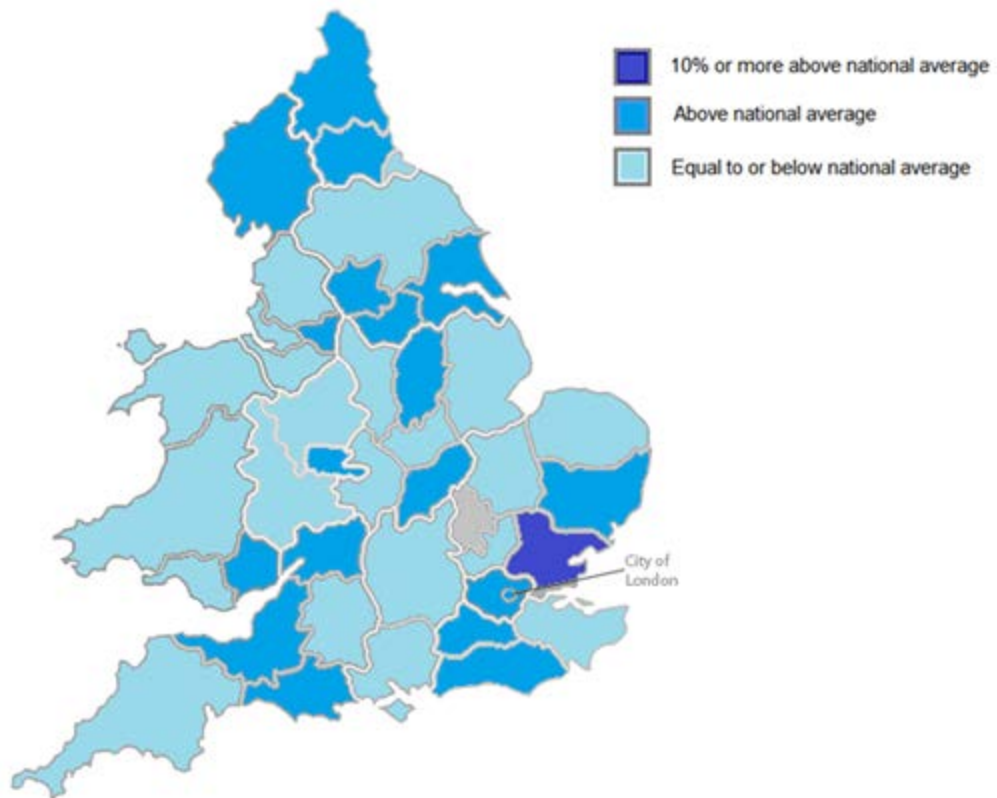 10% or more above national average
Above national average
Equal to or below national average
City of
London